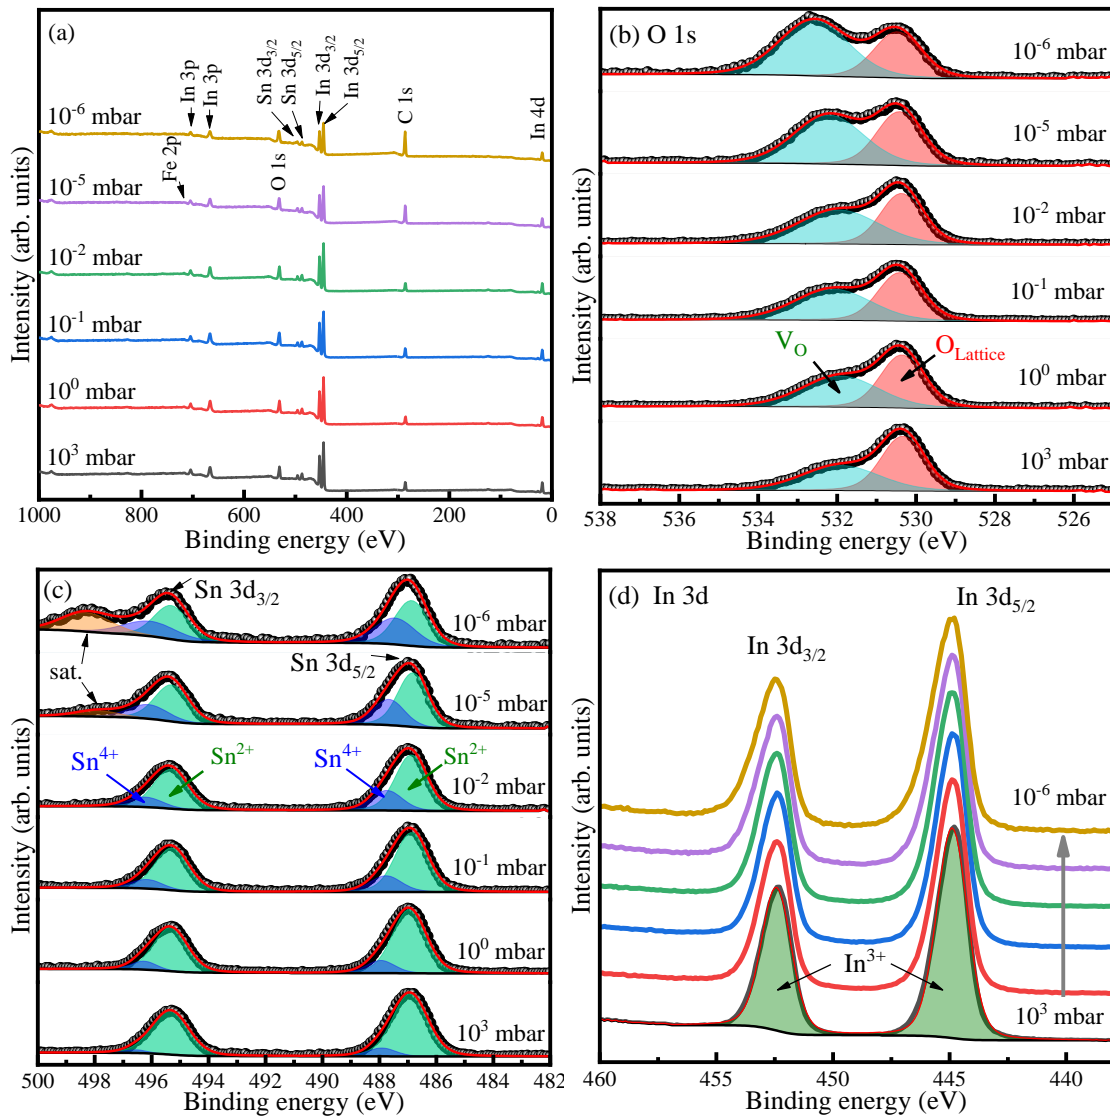 (a)
In 3p
In 3p
Sn 3d3/2
Sn 3d5/2
In 3d3/2
In 3d5/2
C 1s
In 4d
Fe 2p
O 1s
10-6 mbar
10-5 mbar
10-2 mbar
10-1 mbar
100 mbar
103 mbar
Intensity (arb. units)
1000 800 600 400 200 0
Binding energy (eV)
(b) O 1s
10-6 mbar
10-5 mbar
10-2 mbar
10-1 mbar
VO
OLattice
100 mbar
103 mbar
Intensity (arb. units)
538 536 534 532 530 528 526
Binding energy (eV)
(c)
Sn 3d3/2
10-6 mbar
sat.
Sn 3d5/2
10-5 mbar
Sn4+
Sn2+
Sn4+
Sn2+
10-2 mbar
10-1 mbar
100 mbar
103 mbar
Intensity (arb. units)
500 498 496 494 492 490 488 486 484 482
Binding energy (eV)
(d) In 3d
In 3d5/2
In 3d3/2
10-6 mbar
In3+
103 mbar
Intensity (arb. units)
460 455 450 445 440
Binding energy (eV)